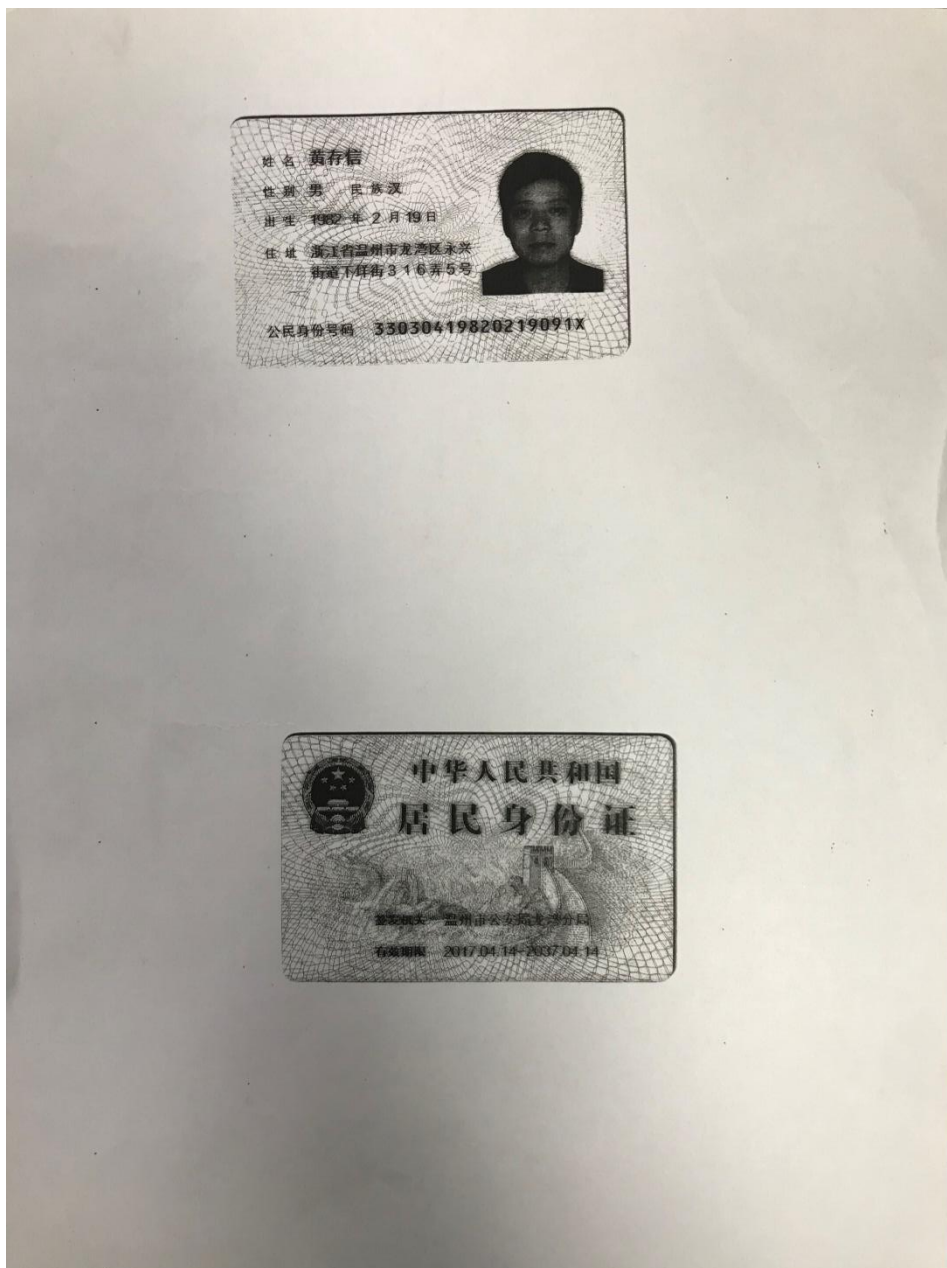 姓名 黄存信
性别 男 民族 汉
出生 1982 年 2 月 19 日
住址 浙江省温州市龙湾区永兴
街道下垟街316弄5号
公民身份号码 33030419820219091X
中华人民共和国
居民身份证
签发机关 温州市公安局龙湾分局
有效期限 2017.04.14-2037.04.14